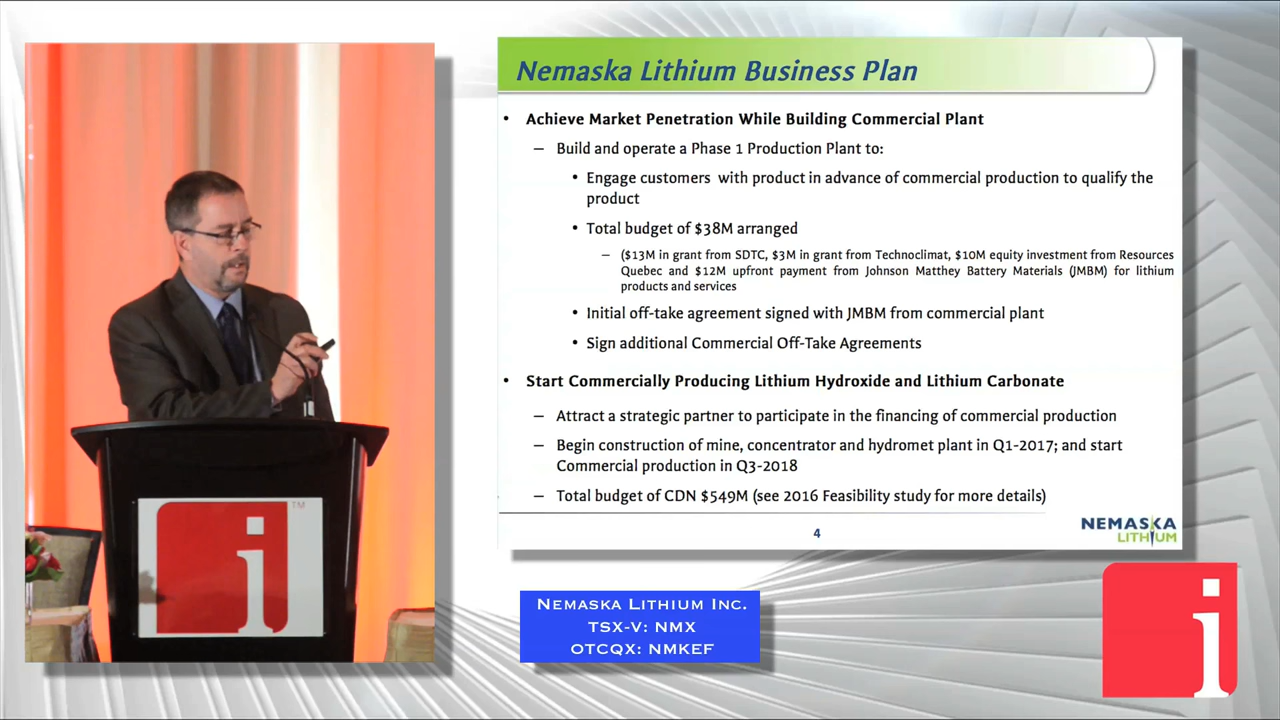 Nemaska Lithium Business Plan
• Achieve Market Penetration While Building Commercial Plant
– Build and operate a Phase 1 Production Plant to:
• Engage customers with product in advance of commercial production to qualify the
product
• Total budget of $38M arranged
– ($13M in grant from SDTC, $3M in grant from Technoclimat, $10M equity investment from Resources
Quebec and $12M upfront payment from Johnson Matthey Battery Materials (JMBM) for lithium
products and services
• Initial off-take agreement signed with JMBM from commercial plant
• Sign additional Commercial Off-Take Agreements
• Start Commercially Producing Lithium Hydroxide and Lithium Carbonate
– Attract a strategic partner to participate in the financing of commercial production
– Begin construction of mine, concentrator and hydromet plant in Q1-2017; and start
Commercial production in Q3-2018
– Total budget of CDN $549M (see 2016 Feasibility study for more details)
4
NEMASKA
LITHIUM
i
TM
Nemaska Lithium Inc.
TSX-V: NMX
OTCQX: NMKEF
i